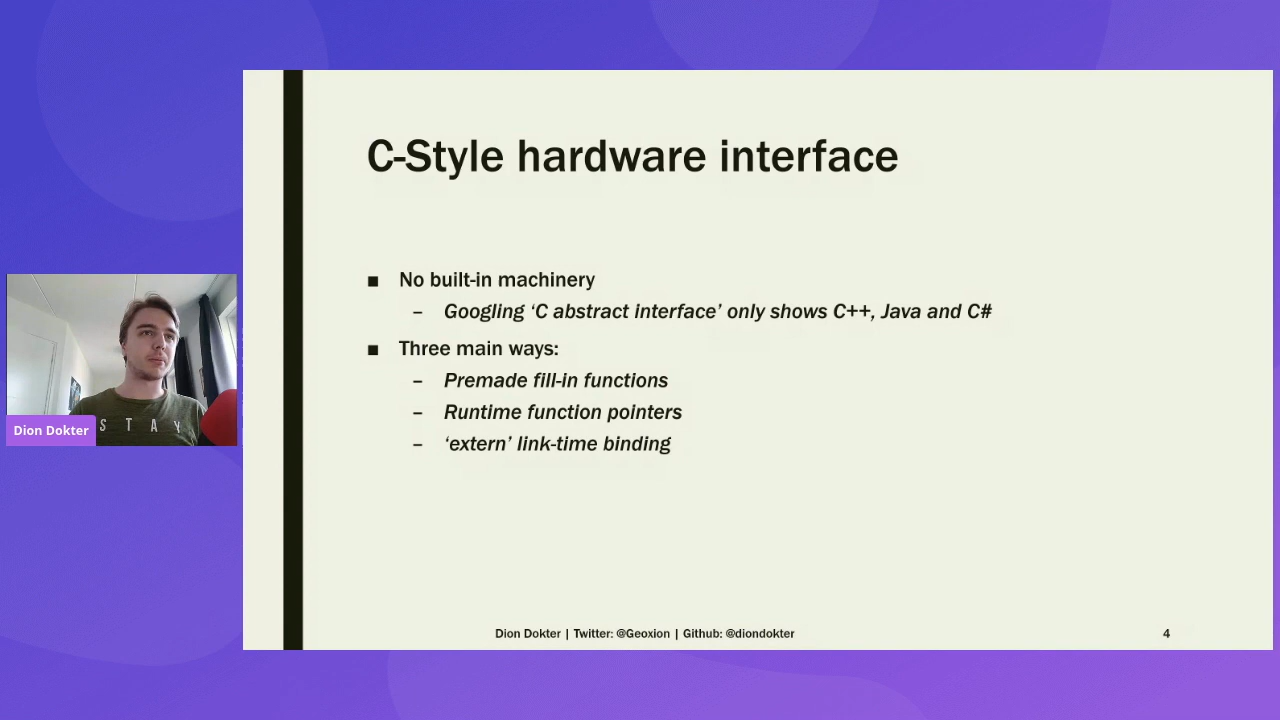 C-Style hardware interface
■ No built-in machinery
– Googling ‘C abstract interface’ only shows C++, Java and C#
■ Three main ways:
– Premade fill-in functions
– Runtime function pointers
– ‘extern’ link-time binding
S T A Y
Dion Dokter
Dion Dokter | Twitter: @Geoxion | Github: @diondokter
4